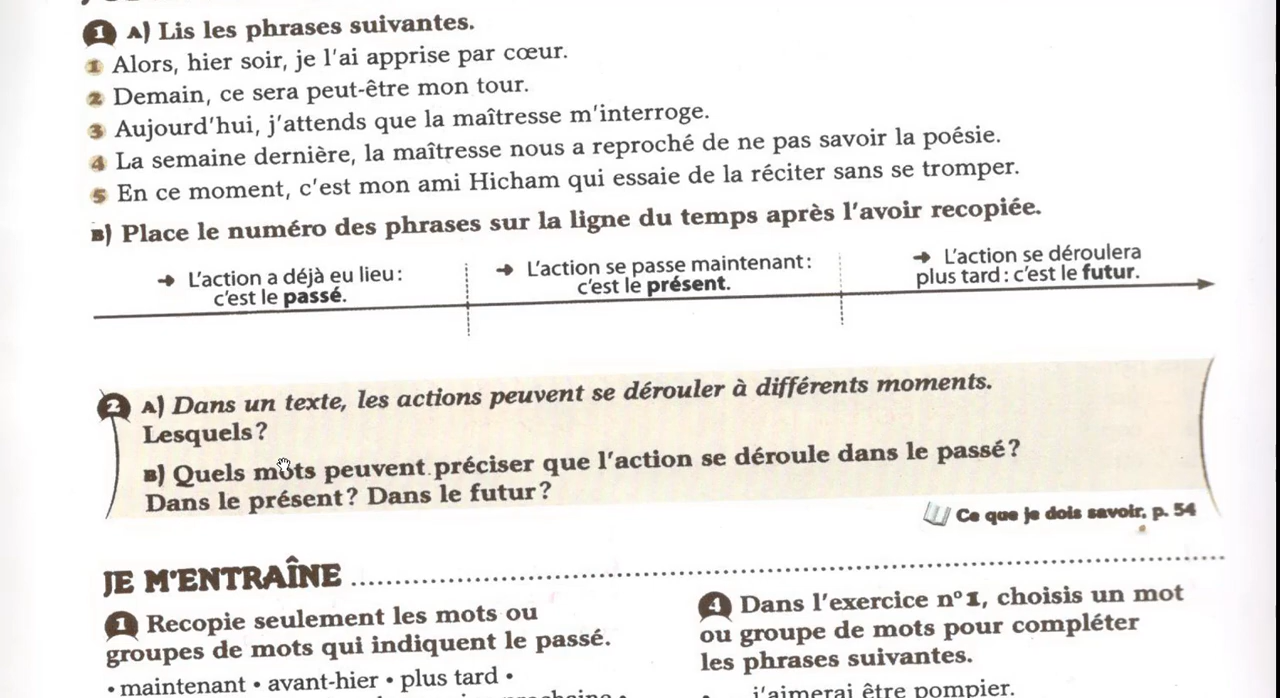 1 A) Lis les phrases suivantes.
1 Alors, hier soir, je l'ai apprise par cœur.
2 Demain, ce sera peut-être mon tour.
3 Aujourd'hui, j'attends que la maîtresse m'interroge.
4 La semaine dernière, la maîtresse nous a reproché de ne pas savoir la poésie.
5 En ce moment, c'est mon ami Hicham qui essaie de la réciter sans se tromper.
B) Place le numéro des phrases sur la ligne du temps après l'avoir recopiée.
➔ L'action a déjà eu lieu :
c'est le passé.
➔ L'action se passe maintenant :
c'est le présent.
➔ L'action se déroulera
plus tard : c'est le futur.
2 A) Dans un texte, les actions peuvent se dérouler à différents moments.
Lesquels ?
B) Quels mots peuvent préciser que l'action se déroule dans le passé ?
Dans le présent ? Dans le futur ?
Ce que je dois savoir, p. 54
JE M'ENTRAÎNE
1 Recopie seulement les mots ou
groupes de mots qui indiquent le passé.
• maintenant • avant-hier • plus tard •
4 Dans l'exercice n° 1, choisis un mot
ou groupe de mots pour compléter
les phrases suivantes.
• j'aimerai être pompier.